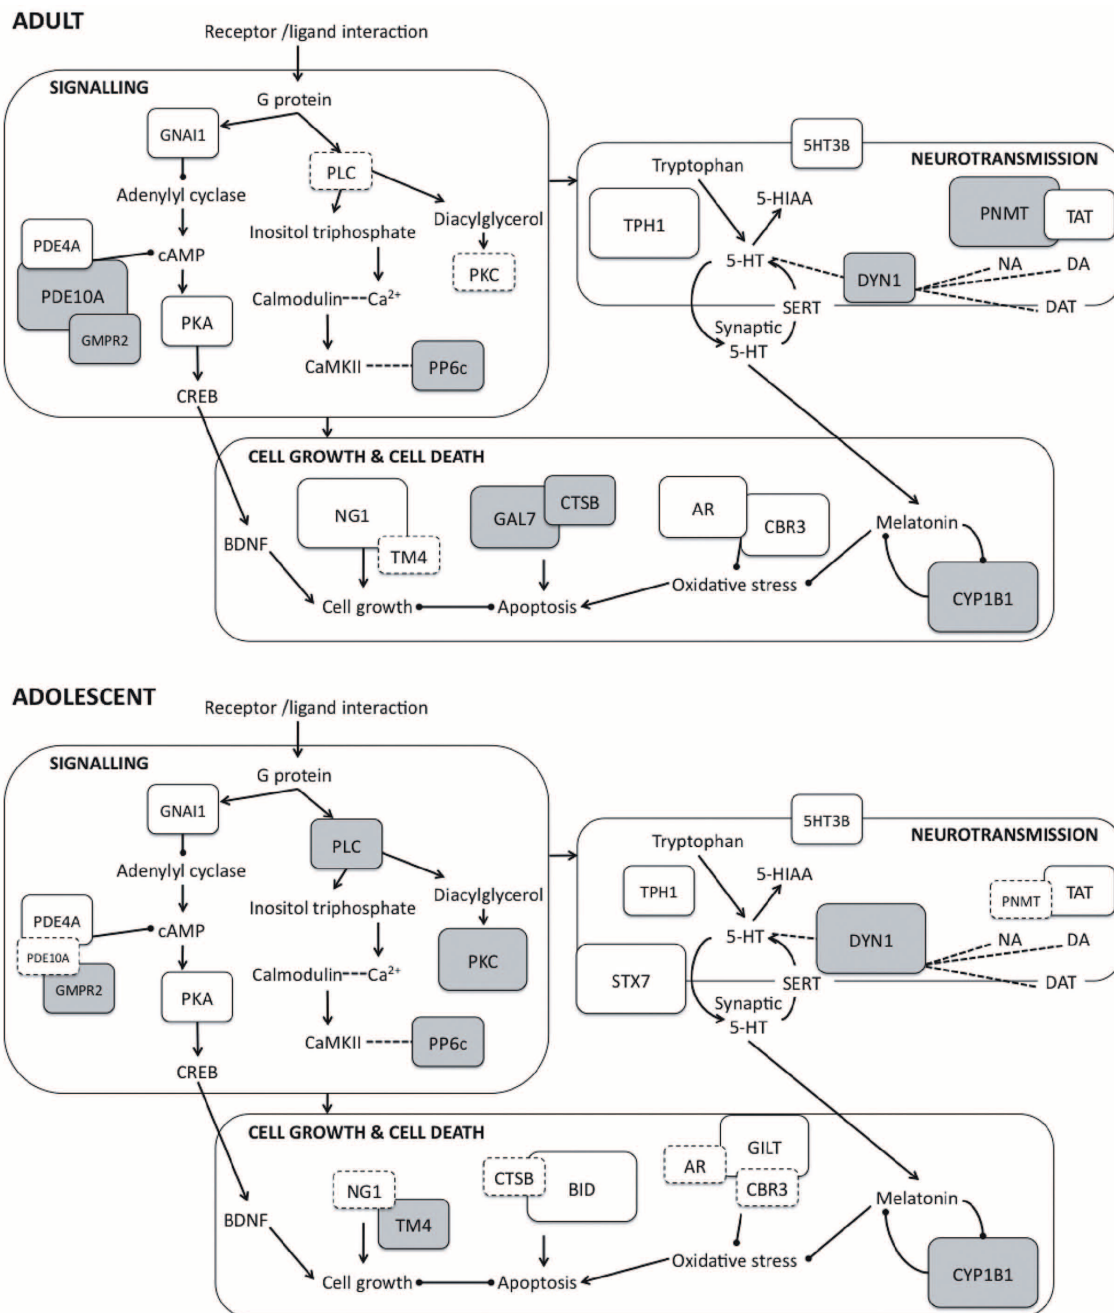 ADULT
Receptor /ligand interaction
SIGNALLING
G protein
GNAI1
PLC
Adenylyl cyclase
Diacylglycerol
PDE4A
cAMP
Inositol triphosphate
PKC
PDE10A
GMPR2
PKA
Calmodulin
Ca²⁺
CaMKII
PP6c
CREB
5HT3B
NEUROTRANSMISSION
Tryptophan
5-HIAA
TPH1
PNMT
TAT
5-HT
DYN1
NA
DA
SERT
DAT
Synaptic
5-HT
CELL GROWTH & CELL DEATH
NG1
TM4
GAL7
CTSB
AR
CBR3
Melatonin
BDNF
Cell growth
Apoptosis
Oxidative stress
CYP1B1
ADOLESCENT
Receptor /ligand interaction
SIGNALLING
G protein
GNAI1
PLC
Adenylyl cyclase
Diacylglycerol
PDE4A
cAMP
Inositol triphosphate
PKC
PDE10A
GMPR2
PKA
Calmodulin
Ca²⁺
CaMKII
PP6c
CREB
5HT3B
NEUROTRANSMISSION
Tryptophan
5-HIAA
TPH1
PNMT
TAT
5-HT
DYN1
NA
DA
STX7
SERT
DAT
Synaptic
5-HT
CELL GROWTH & CELL DEATH
NG1
TM4
CTSB
BID
AR
GILT
CBR3
Melatonin
BDNF
Cell growth
Apoptosis
Oxidative stress
CYP1B1